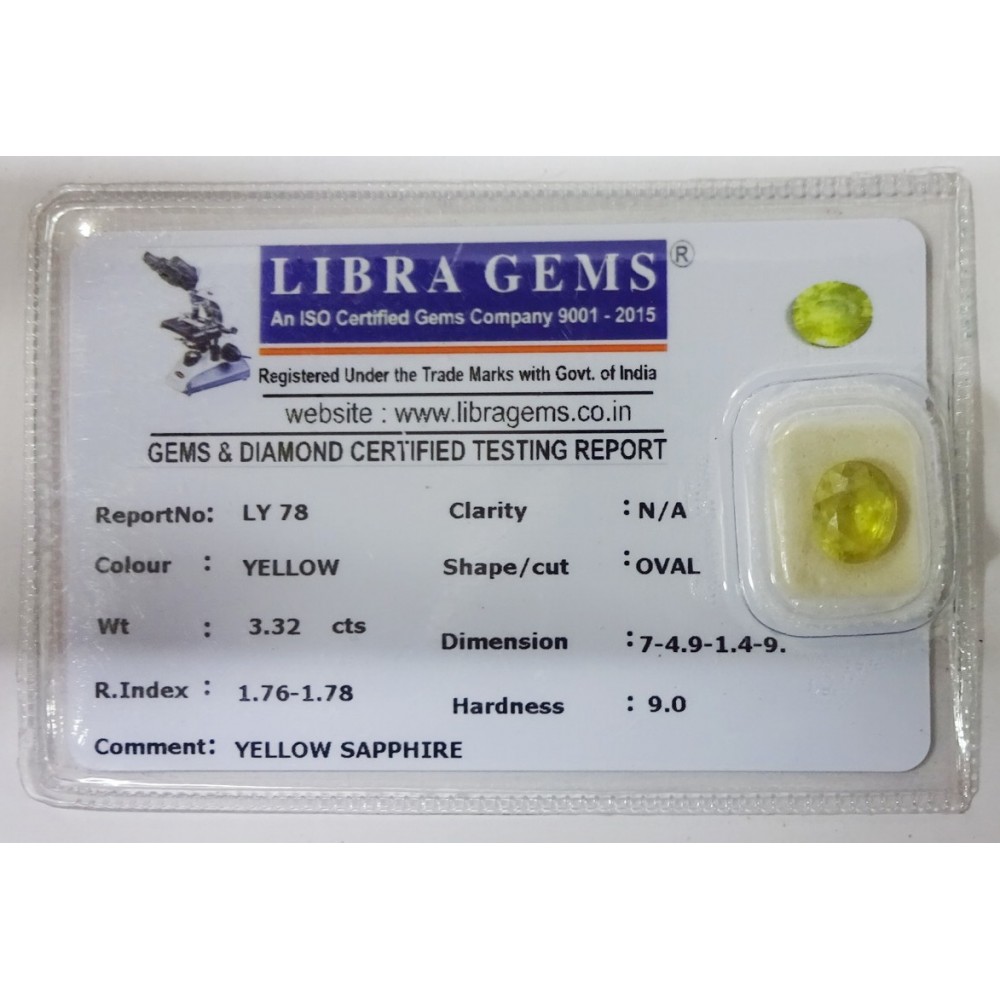 LIBRA GEMS ®
An ISO Certified Gems Company 9001 - 2015
Registered Under the Trade Marks with Govt. of India
website : www.libragems.co.in
GEMS & DIAMOND CERTIFIED TESTING REPORT
ReportNo: LY 78 Clarity : N/A
Colour : YELLOW Shape/cut : OVAL
Wt : 3.32 cts Dimension : 7-4.9-1.4-9.
R.Index : 1.76-1.78 Hardness : 9.0
Comment: YELLOW SAPPHIRE